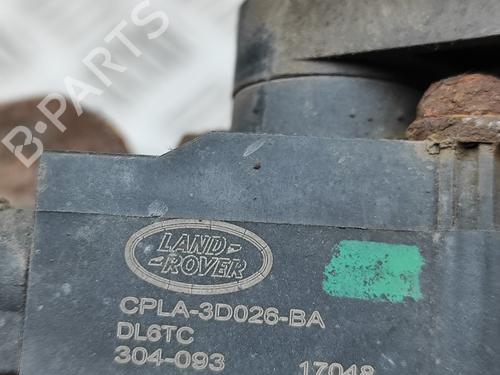 B-PARTS
LAND
ROVER
CPLA-3D026-BA
DL6TC
304-093 17048